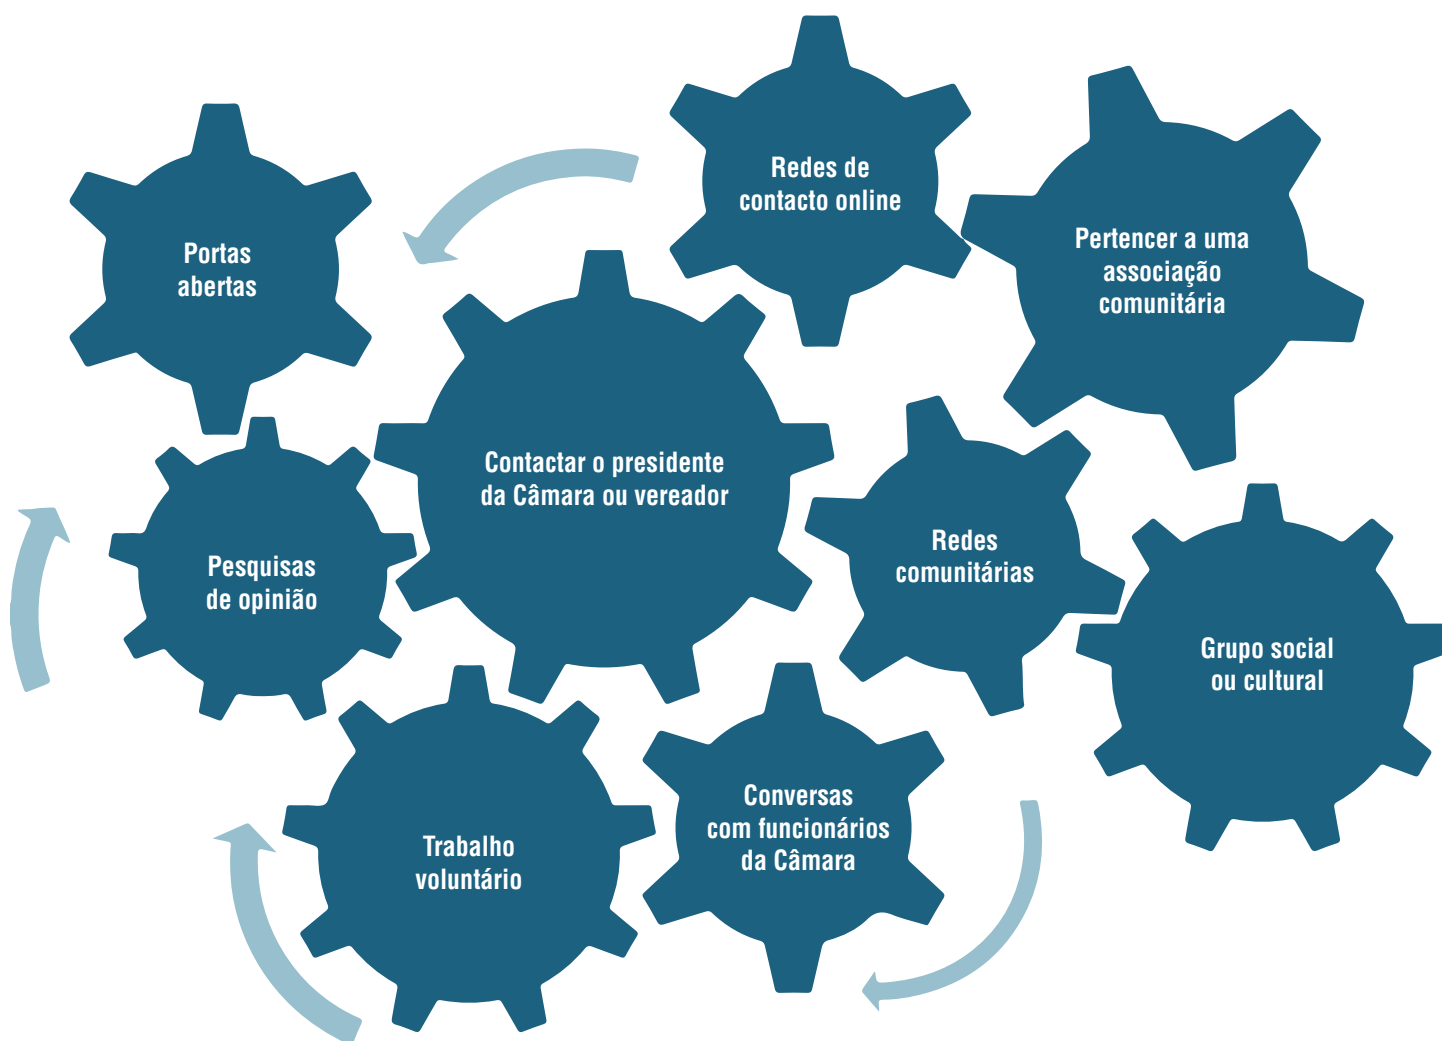 Redes de
contacto online
Portas
abertas
Pertencer a uma
associação
comunitária
Contactar o presidente
da Câmara ou vereador
Redes
comunitárias
Pesquisas
de opinião
Grupo social
ou cultural
Conversas
com funcionários
da Câmara
Trabalho
voluntário